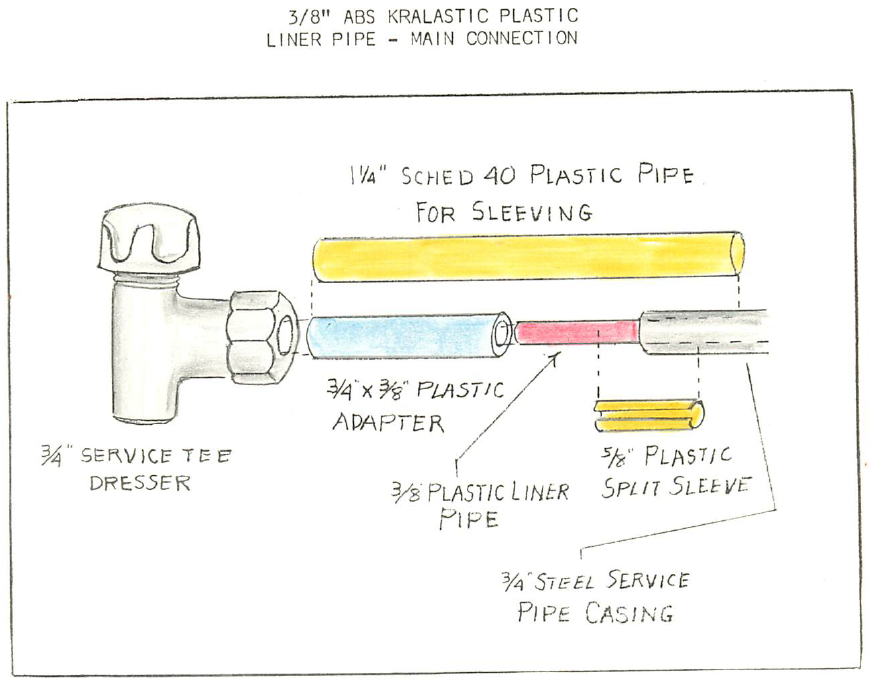 3/8" ABS KRALASTIC PLASTIC
LINER PIPE - MAIN CONNECTION
1 1/4" SCHED 40 PLASTIC PIPE
FOR SLEEVING
3/4" x 3/8" PLASTIC
ADAPTER
3/4" SERVICE TEE
DRESSER
3/8" PLASTIC LINER
PIPE
5/8" PLASTIC
SPLIT SLEEVE
3/4" STEEL SERVICE
PIPE CASING